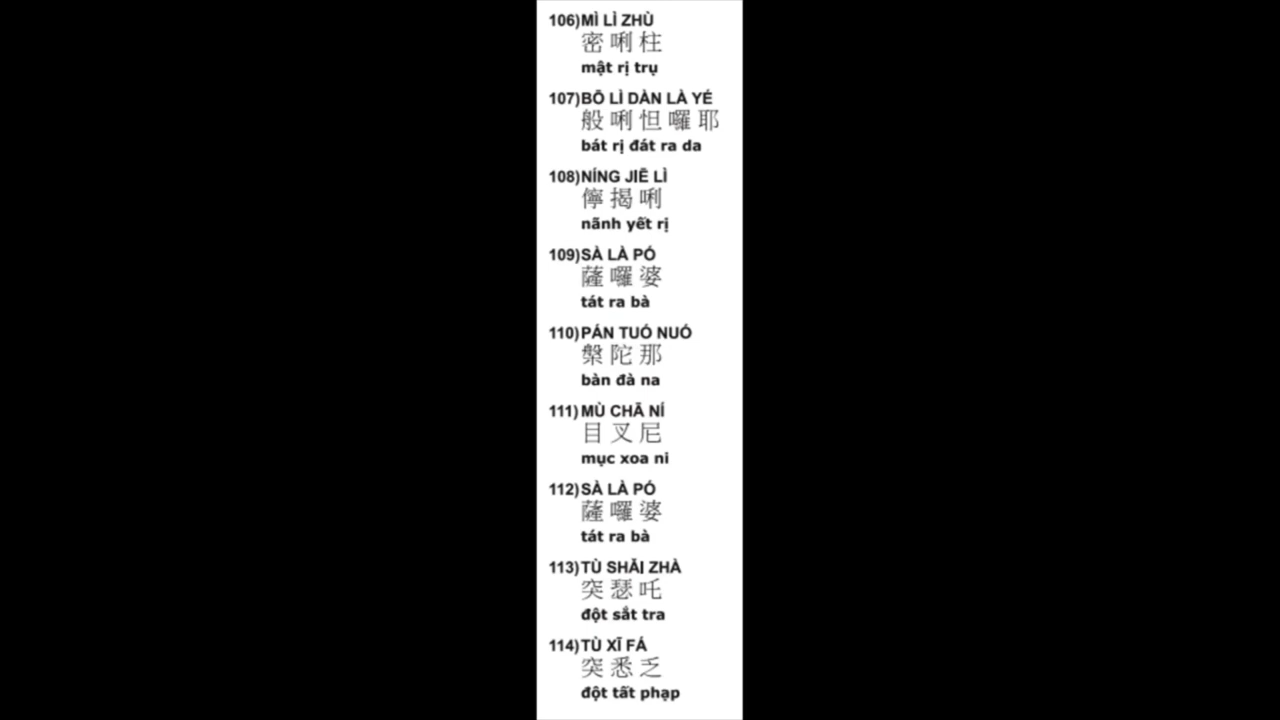 106)MÌ LÌ ZHÙ
密唎柱
mật rị trụ
107)BŌ LÌ DÀN LÀ YÉ
般唎怛囉耶
bát rị đát ra da
108)NÍNG JIĒ LÌ
儜揭唎
nãnh yết rị
109)SÀ LÀ PÓ
薩囉婆
tát ra bà
110)PÁN TUÓ NUÓ
槃陀那
bàn đà na
111)MÙ CHĀ NÍ
目叉尼
mục xoa ni
112)SÀ LÀ PÓ
薩囉婆
tát ra bà
113)TÙ SHĀI ZHÀ
突瑟吒
đột sắt tra
114)TÙ XĪ FÁ
突悉乏
đột tất phạp